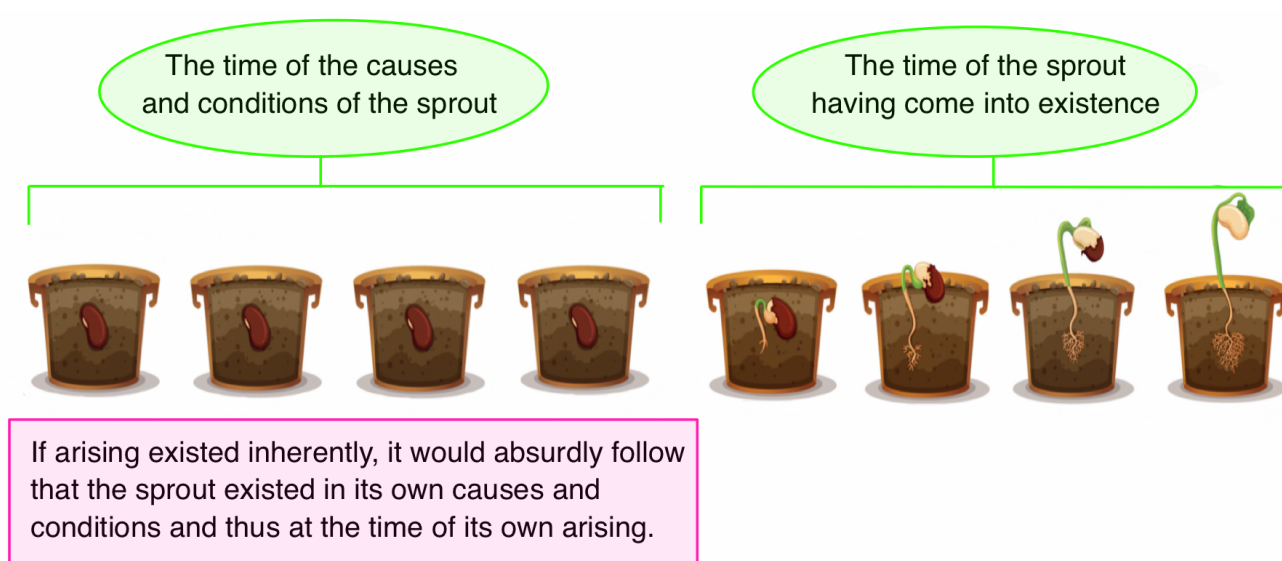 The time of the causes
and conditions of the sprout
The time of the sprout
having come into existence
If arising existed inherently, it would absurdly follow
that the sprout existed in its own causes and
conditions and thus at the time of its own arising.